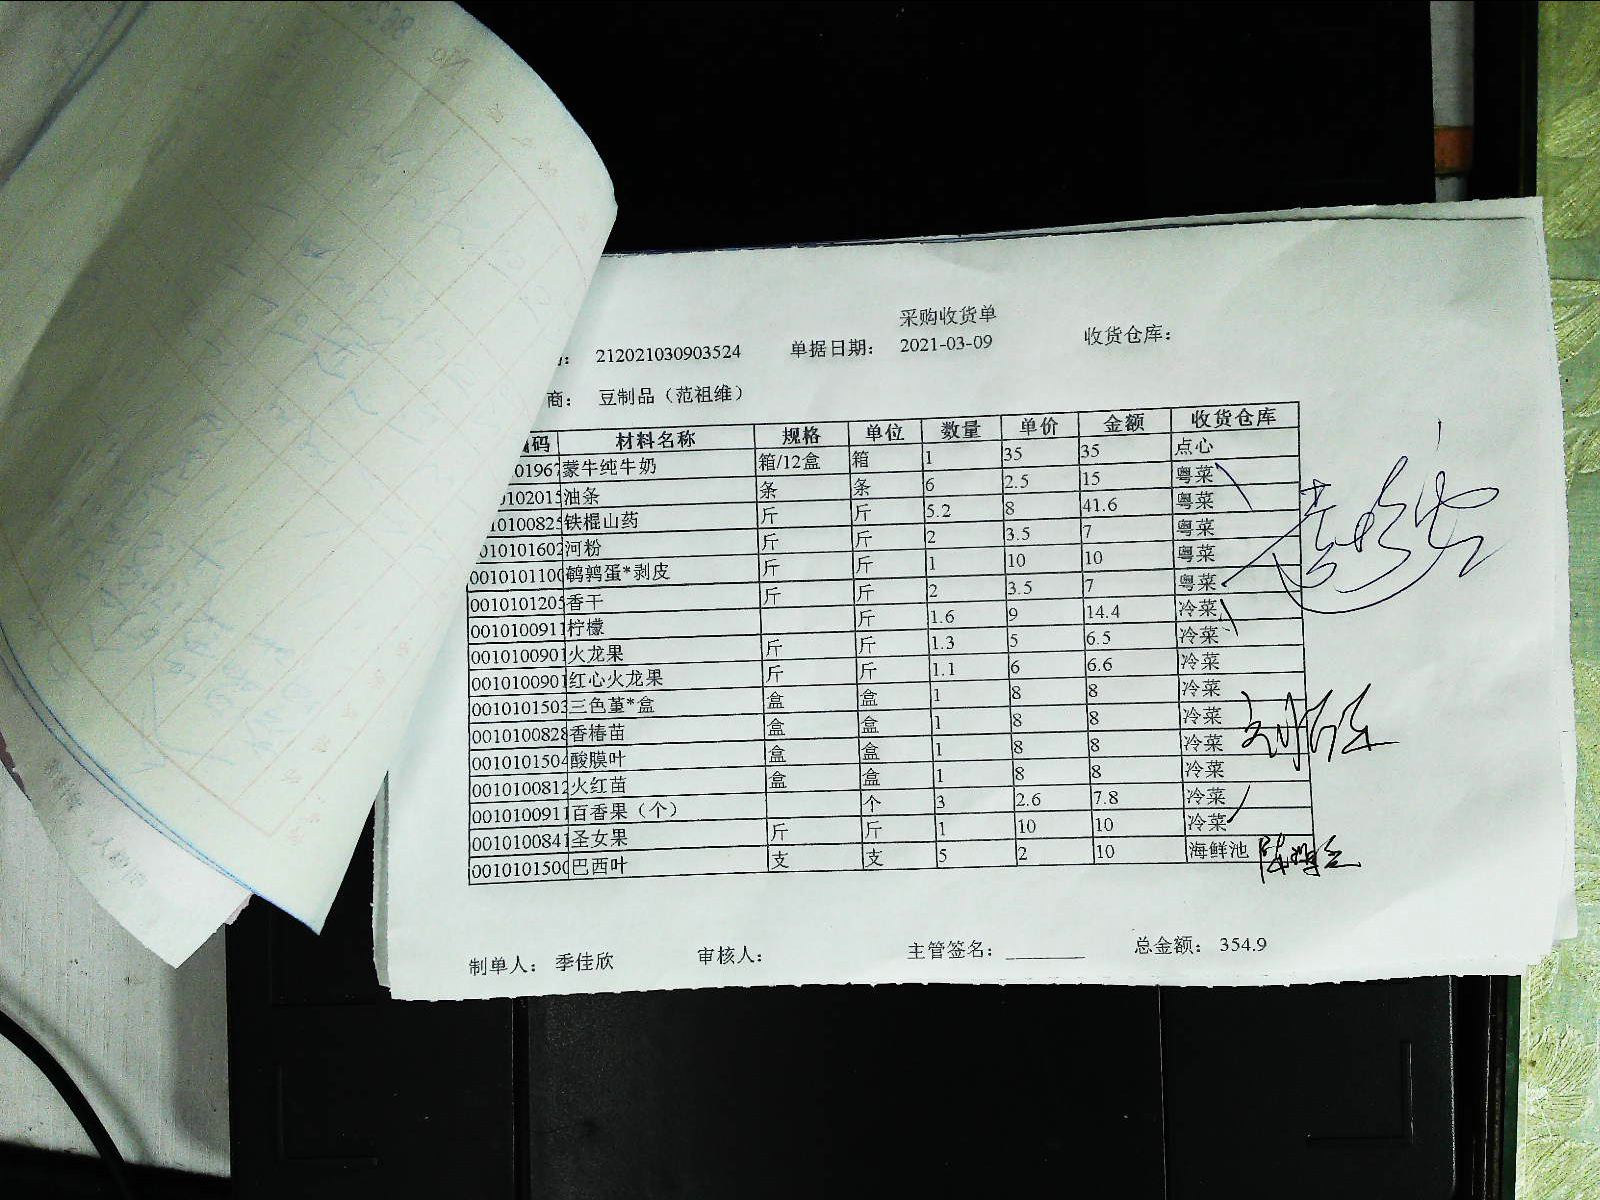 采购收货单
212021030903524 单据日期： 2021-03-09 收货仓库：
商： 豆制品（范祖维）
码 材料名称 规格 单位 数量 单价 金额 收货仓库
01967 蒙牛纯牛奶 箱/12盒 箱 1 35 35 点心
0102015 油条 条 条 6 2.5 15 粤菜
10100825 铁棍山药 斤 斤 5.2 8 41.6 粤菜
010101602 河粉 斤 斤 2 3.5 7 粤菜
0010101100 鹌鹑蛋*剥皮 斤 斤 1 10 10 粤菜
0010101205 香干 斤 斤 2 3.5 7 粤菜
0010100911 柠檬 斤 1.6 9 14.4 冷菜
0010100901 火龙果 斤 斤 1.3 5 6.5 冷菜
0010100901 红心火龙果 斤 斤 1.1 6 6.6 冷菜
0010101503 三色堇*盒 盒 盒 1 8 8 冷菜
0010100828 香椿苗 盒 盒 1 8 8 冷菜
0010101504 酸膜叶 盒 盒 1 8 8 冷菜
0010100812 火红苗 盒 盒 1 8 8 冷菜
0010100911 百香果（个） 个 3 2.6 7.8 冷菜
0010100841 圣女果 斤 斤 1 10 10 冷菜
0010101500 巴西叶 支 支 5 2 10 海鲜池
制单人： 季佳欣 审核人： 主管签名： 总金额： 354.9